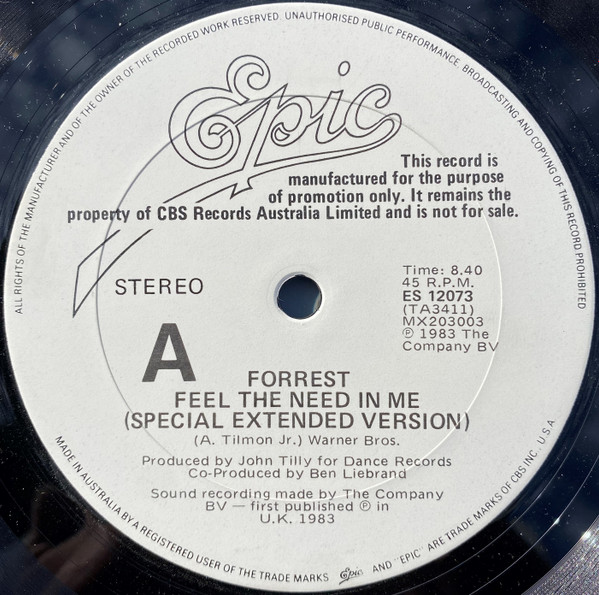 ALL RIGHTS OF THE MANUFACTURER AND OF THE OWNER OF THE RECORDED WORK RESERVED. UNAUTHORISED PUBLIC PERFORMANCE, BROADCASTING AND COPYING OF THIS RECORD PROHIBITED
Epic
This record is
manufactured for the purpose
of promotion only. It remains the
property of CBS Records Australia Limited and is not for sale.
STEREO
Time: 8.40
45 R.P.M.
ES 12073
(TA3411)
MX203003
℗ 1983 The
Company BV
A
FORREST
FEEL THE NEED IN ME
(SPECIAL EXTENDED VERSION)
(A. Tilmon Jr.) Warner Bros.
Produced by John Tilly for Dance Records
Co-Produced by Ben Liebrand
Sound recording made by The Company
BV — first published ℗ in
U.K. 1983
MADE IN AUSTRALIA BY A REGISTERED USER OF THE TRADE MARKS Epic AND "EPIC" ARE TRADE MARKS OF CBS INC. U.S.A